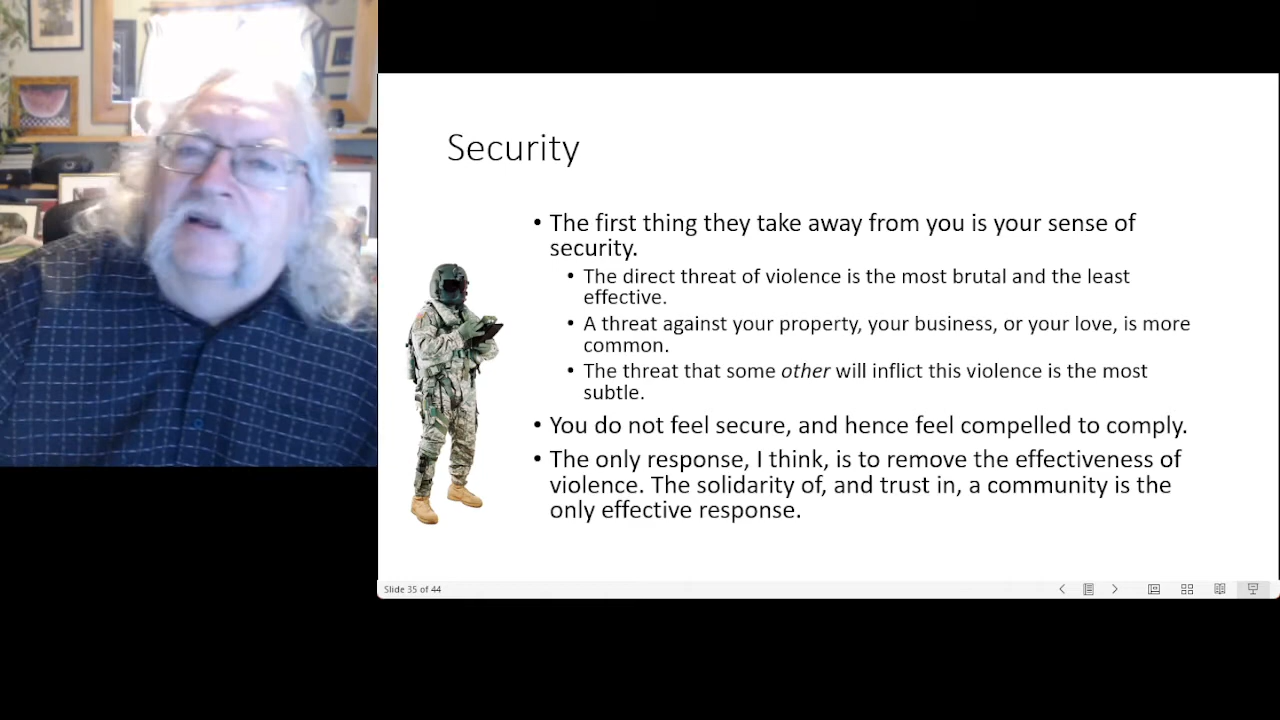 Security
• The first thing they take away from you is your sense of
security.
• The direct threat of violence is the most brutal and the least
effective.
• A threat against your property, your business, or your love, is more
common.
• The threat that some other will inflict this violence is the most
subtle.
• You do not feel secure, and hence feel compelled to comply.
• The only response, I think, is to remove the effectiveness of
violence. The solidarity of, and trust in, a community is the
only effective response.
Slide 35 of 44